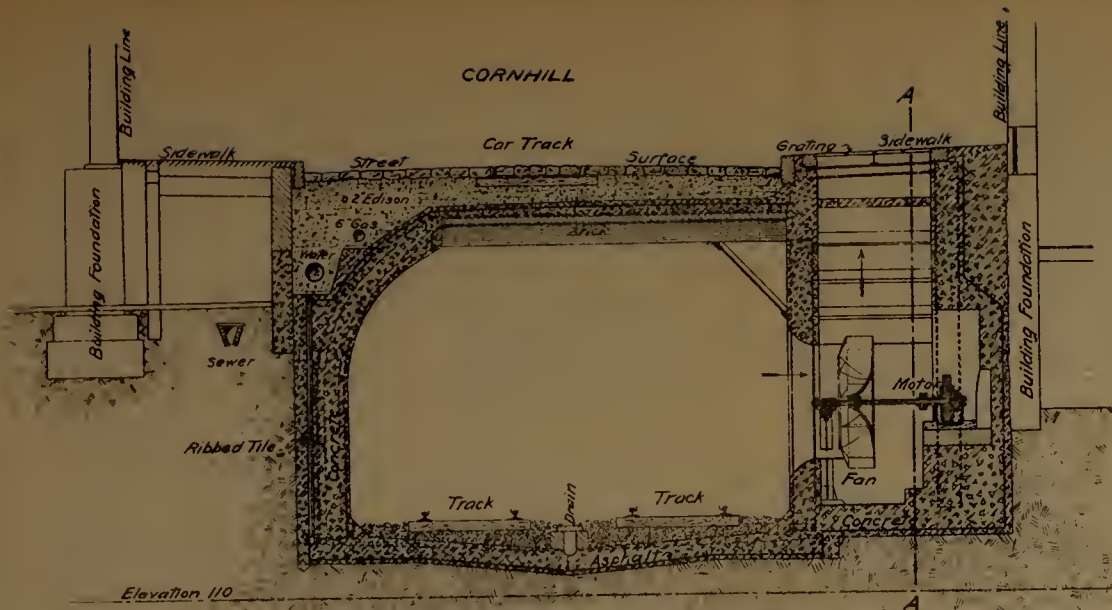 CORNHILL
A
Building Line
Building Line
Sidewalk
Street
Car Track
Surface
Grating
Sidewalk
2 Edison
6" Gas
Brick
Water
Building Foundation
Sewer
Building Foundation
Motor
Ribbed Tile
Concrete
Fan
Track
Drain
Track
Concrete
Asphalt
Elevation 110
A